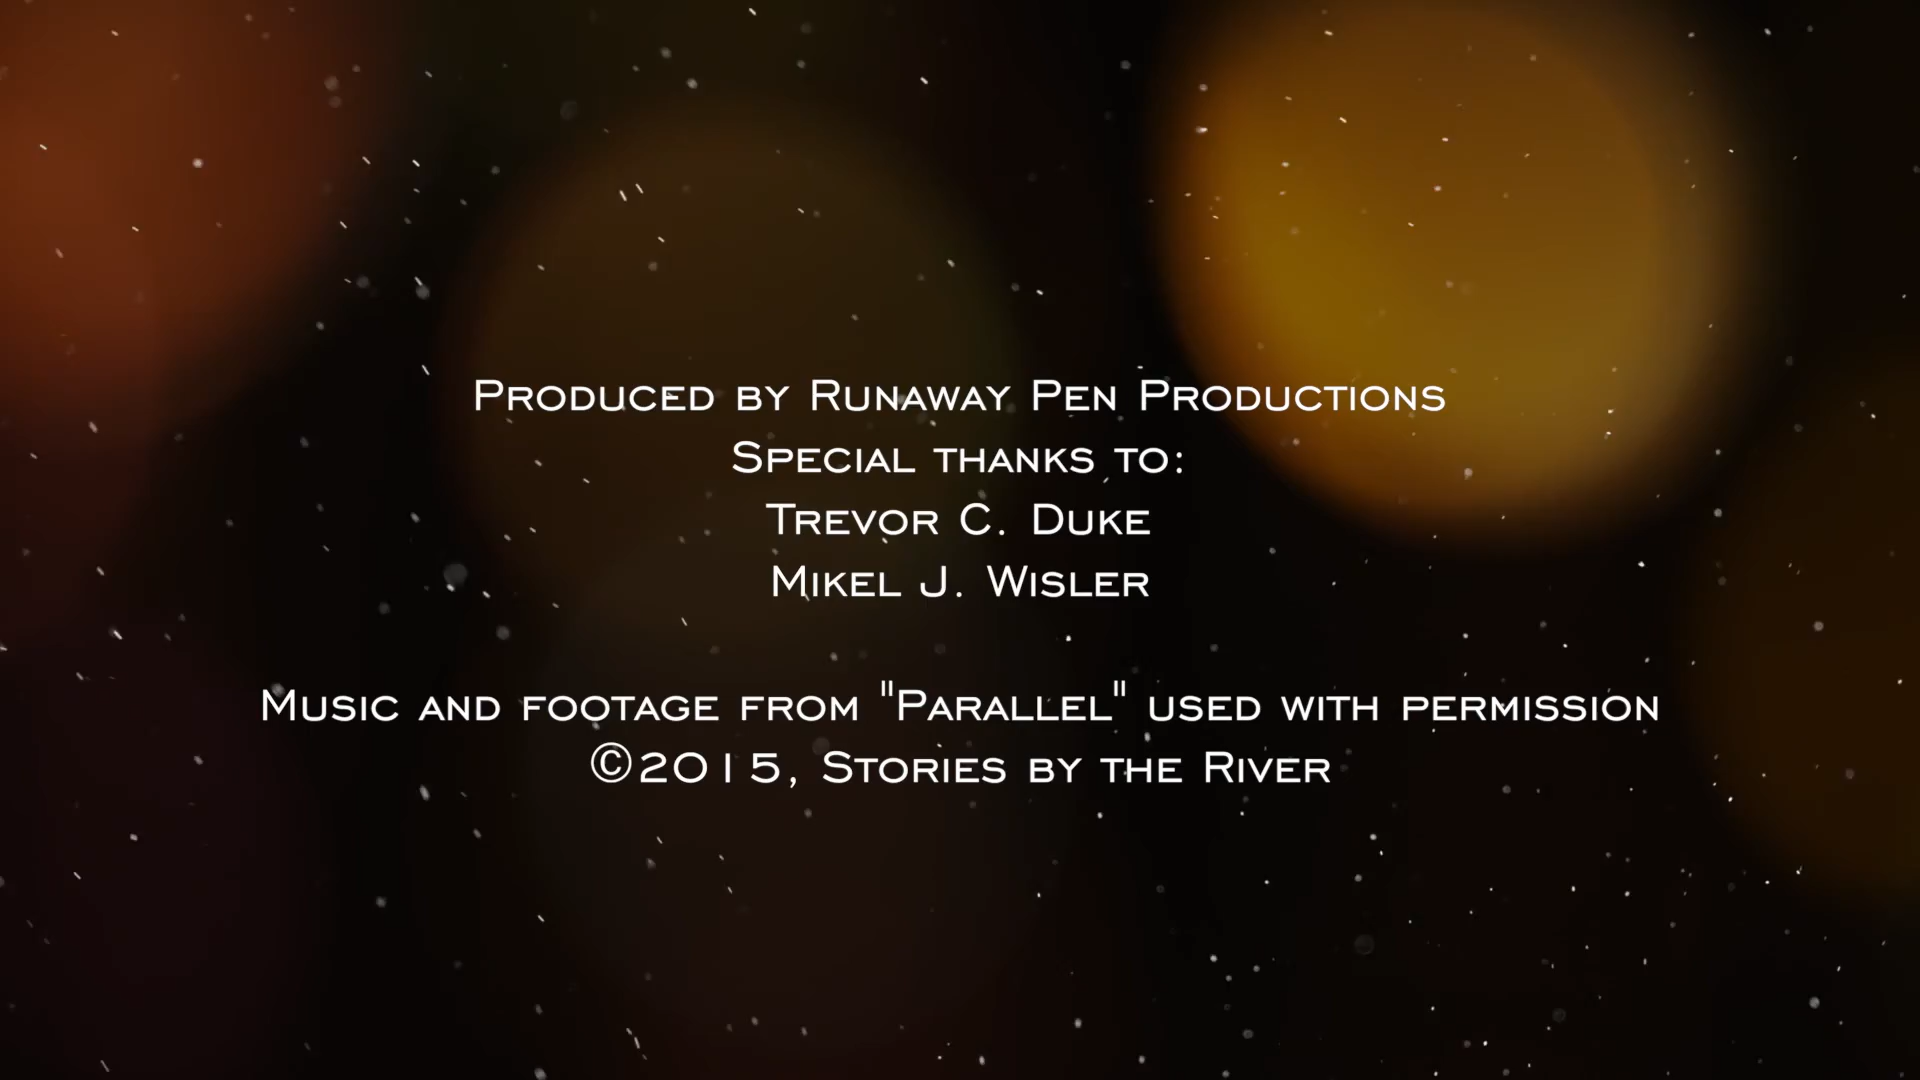 Produced by Runaway Pen Productions
Special thanks to:
Trevor C. Duke
Mikel J. Wisler
Music and footage from "Parallel" used with permission
©2015, Stories by the River